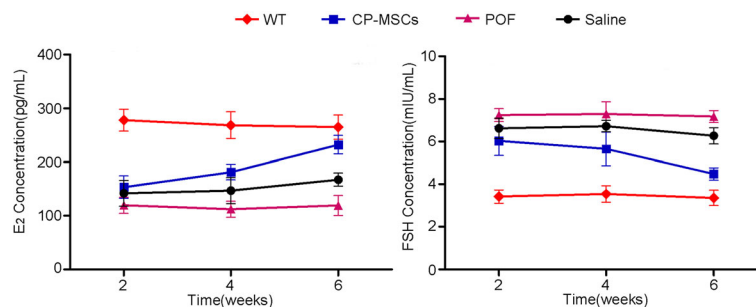 WT CP-MSCs POF Saline
E2 Concentration(pg/mL)
400
300
200
100
0
2 4 6
Time(weeks)
FSH Concentration(mIU/mL)
10
8
6
4
2
0
2 4 6
Time(weeks)